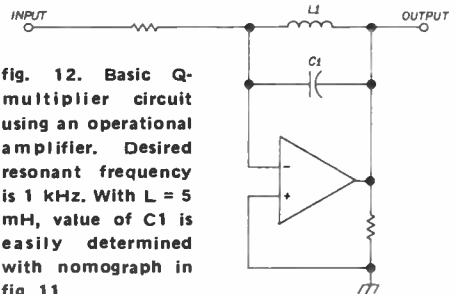 INPUT
L1
OUTPUT
C1
fig. 12. Basic Q-
multiplier circuit
using an operational
amplifier. Desired
resonant frequency
is 1 kHz. With L = 5
mH, value of C1 is
easily determined
with nomograph in
fig. 11
-
+